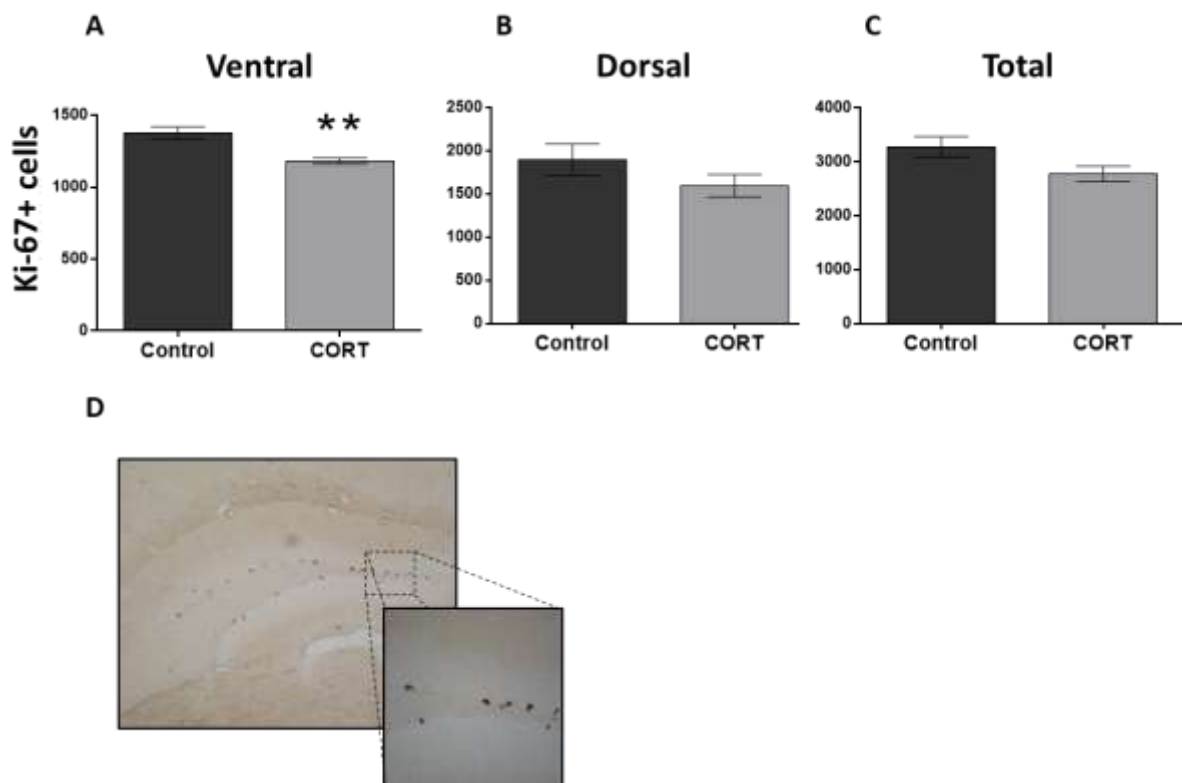 A
B
C
Ventral
Dorsal
Total
Ki-67+ cells
1500
1000
500
0
**
Control
CORT
2500
2000
1500
1000
500
0
Control
CORT
4000
3000
2000
1000
0
Control
CORT
D